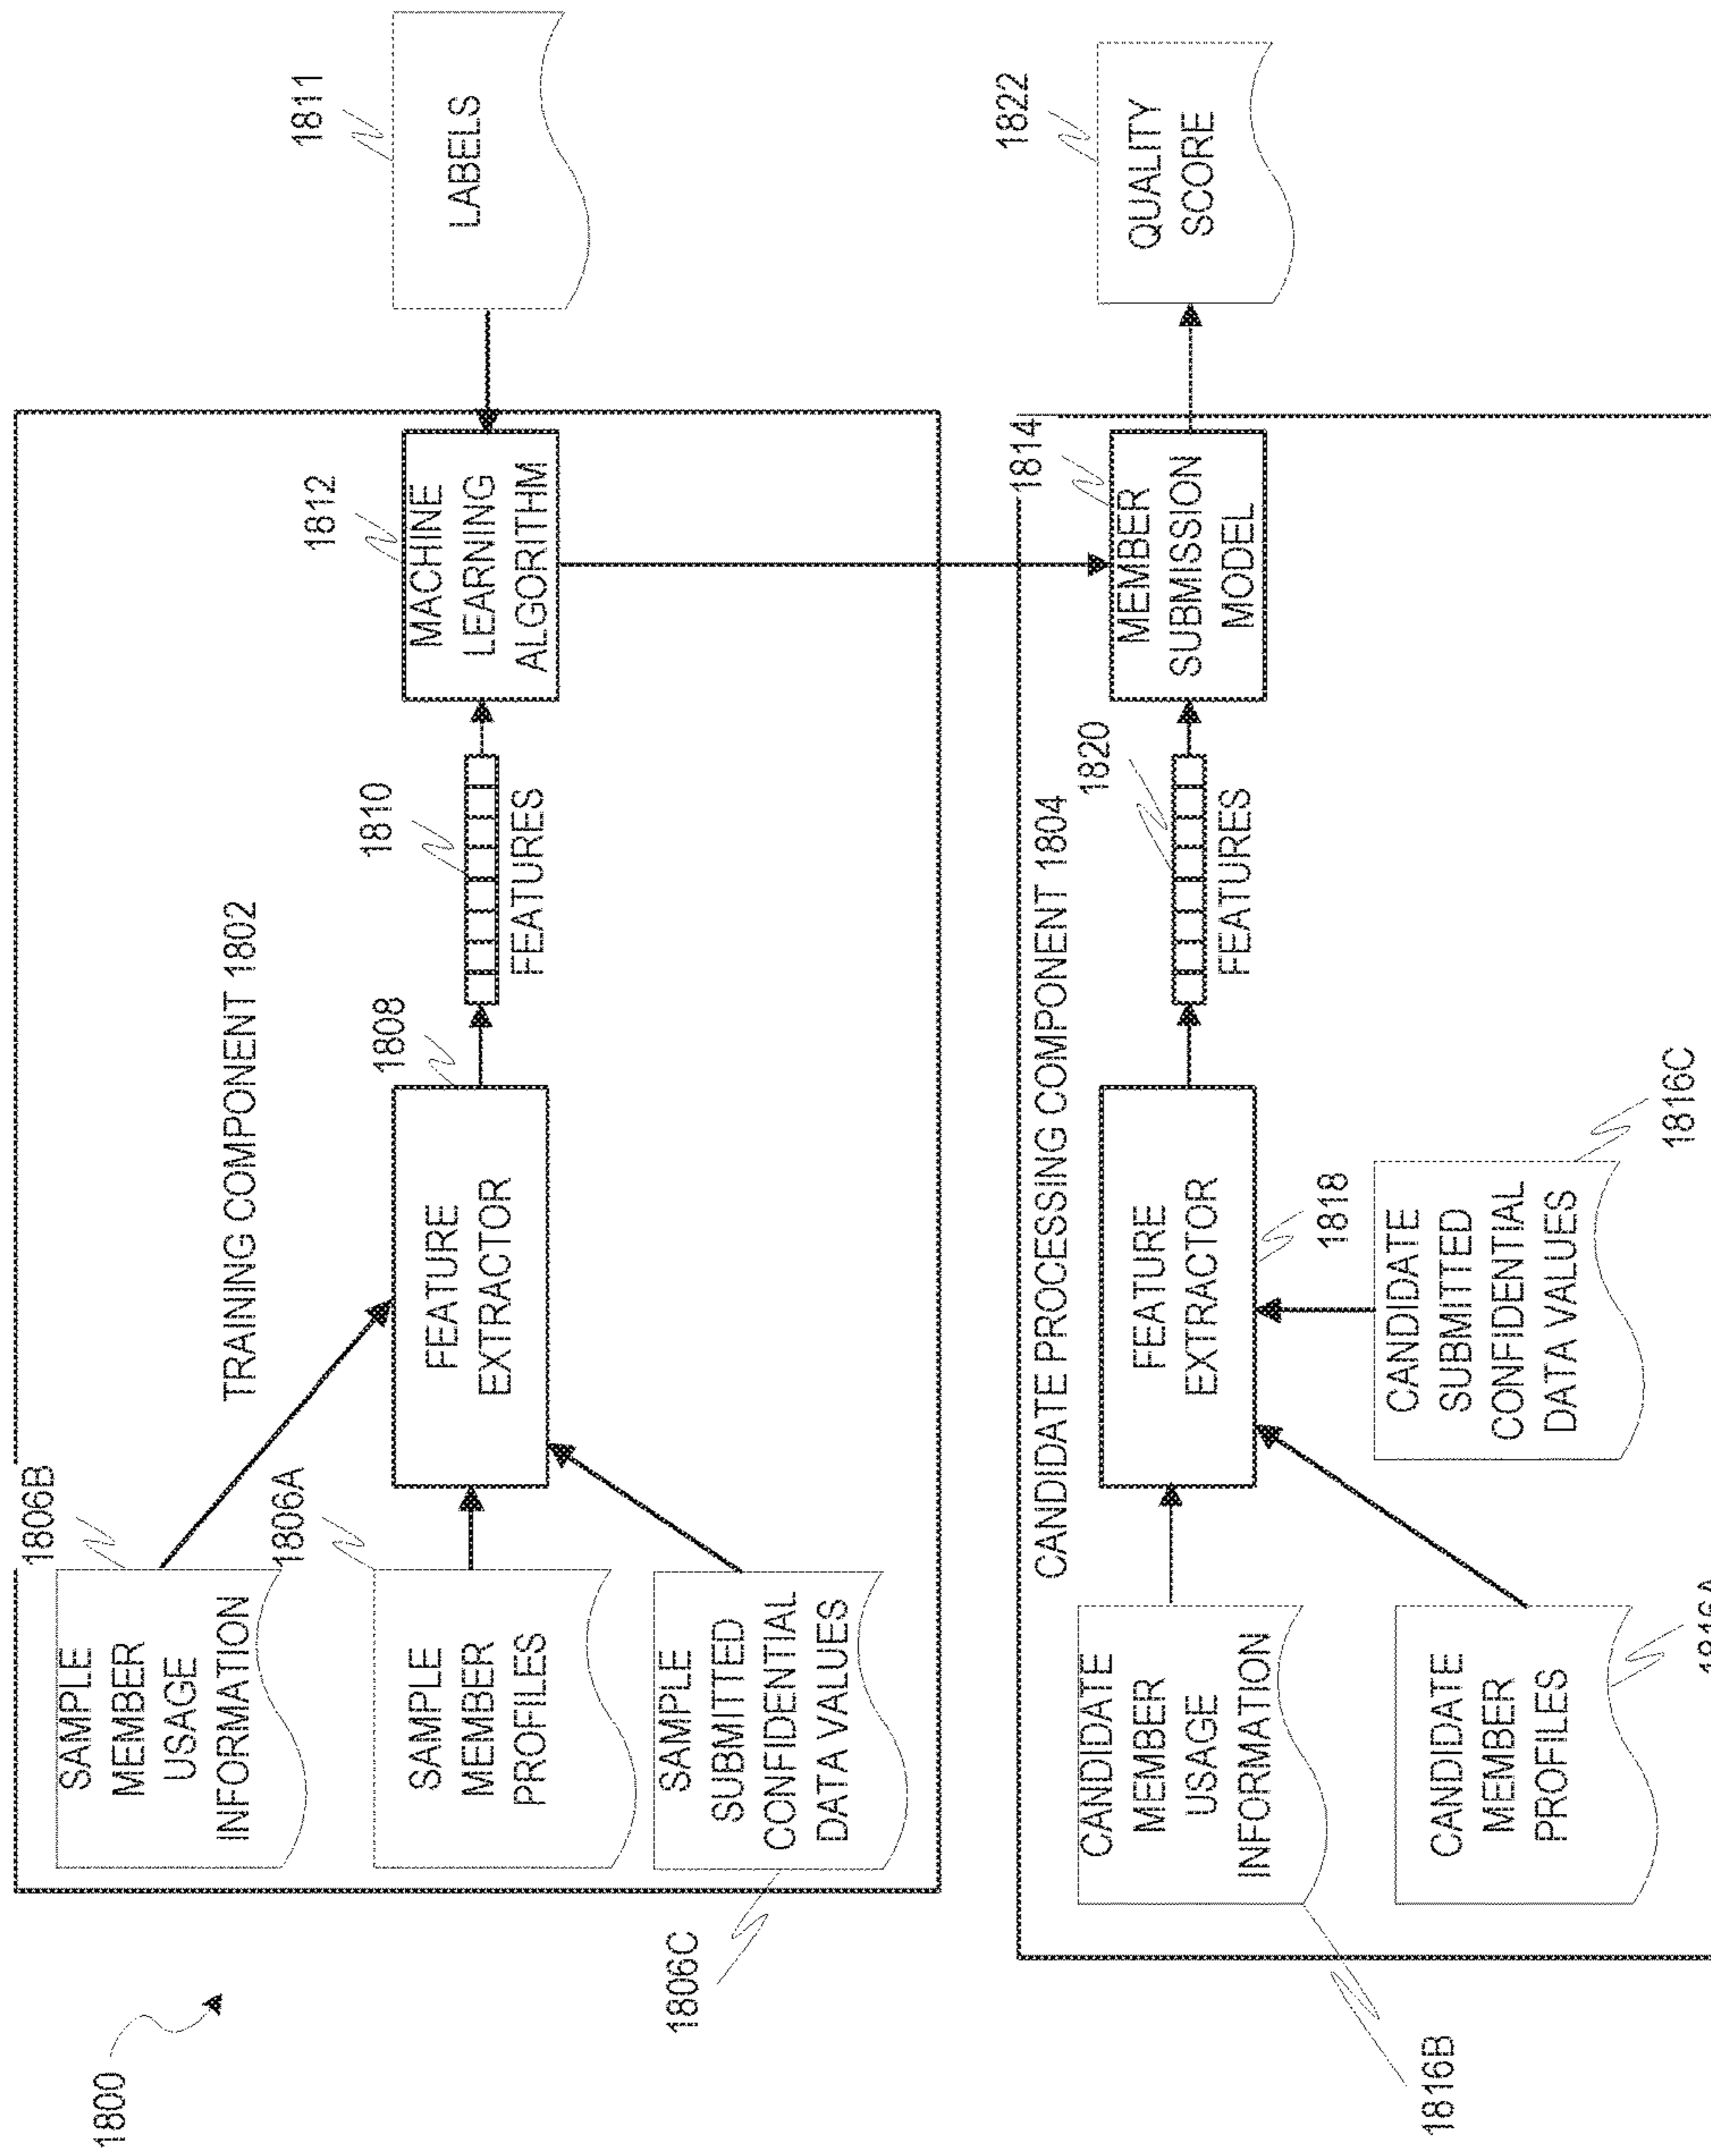 1800
TRAINING COMPONENT 1802
1806B
SAMPLE
MEMBER
USAGE
INFORMATION
1806A
SAMPLE
MEMBER
PROFILES
1806C
SAMPLE
SUBMITTED
CONFIDENTIAL
DATA VALUES
1808
FEATURE
EXTRACTOR
1810
FEATURES
1812
MACHINE
LEARNING
ALGORITHM
1811
LABELS
CANDIDATE PROCESSING COMPONENT 1804
1816B
CANDIDATE
MEMBER
USAGE
INFORMATION
CANDIDATE
MEMBER
PROFILES
1816C
CANDIDATE
SUBMITTED
CONFIDENTIAL
DATA VALUES
1818
FEATURE
EXTRACTOR
1820
FEATURES
1814
MEMBER
SUBMISSION
MODEL
1822
QUALITY
SCORE